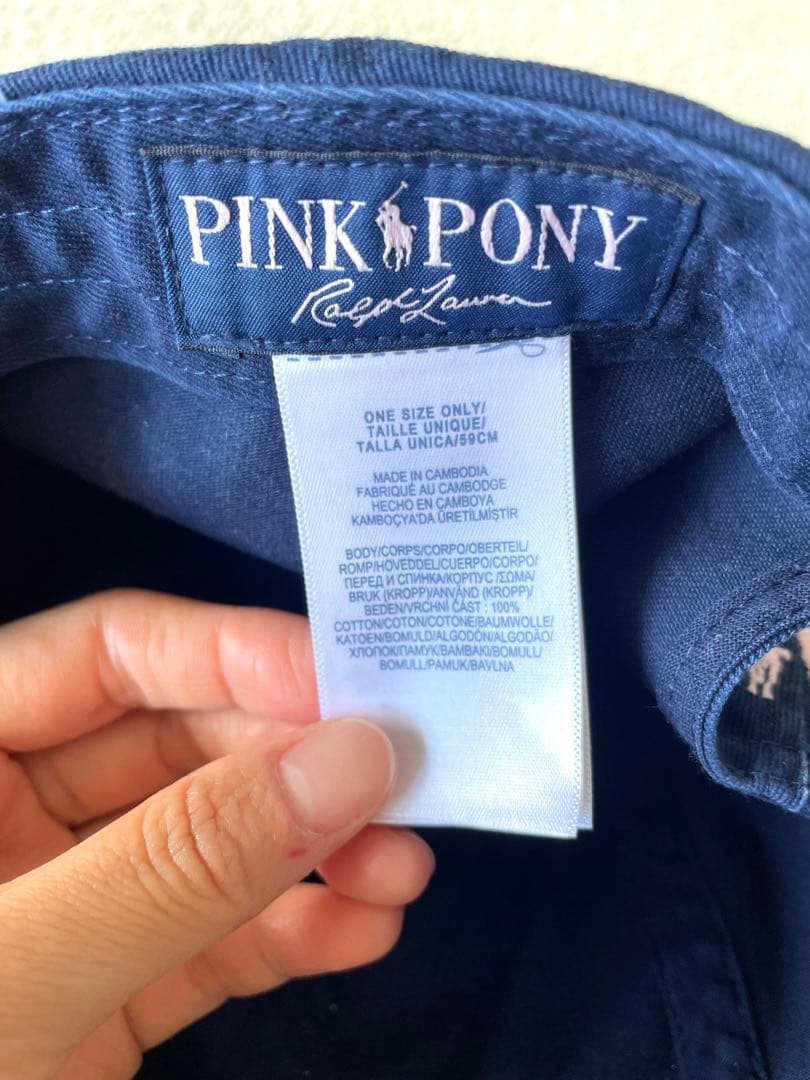 PINK PONY
Ralph Lauren
ONE SIZE ONLY/
TAILLE UNIQUE/
TALLA UNICA/59CM
MADE IN CAMBODIA
FABRIQUÉ AU CAMBODGE
HECHO EN CAMBOYA
KAMBOÇYA'DA ÜRETİLMİŞTİR
BODY/CORPS/CORPO/OBERTEIL/
ROMP/HOVEDDEL/CUERPO/CORPO/
ПЕРЕД И СПИНКА/КОРПУС /ΣΩΜΑ/
BRUK (KROPP)/ANVÄND (KROPP)/
BEDEN/VRCHNÍ ČÁST : 100%
COTTON/COTON/COTONE/BAUMWOLLE/
KATOEN/BOMULD/ALGODÓN/ALGODÃO/
ХЛОПОК/ПАМУК/ΒΑΜΒΑΚΙ/BOMULL/
BOMULL/PAMUK/BAVLNA